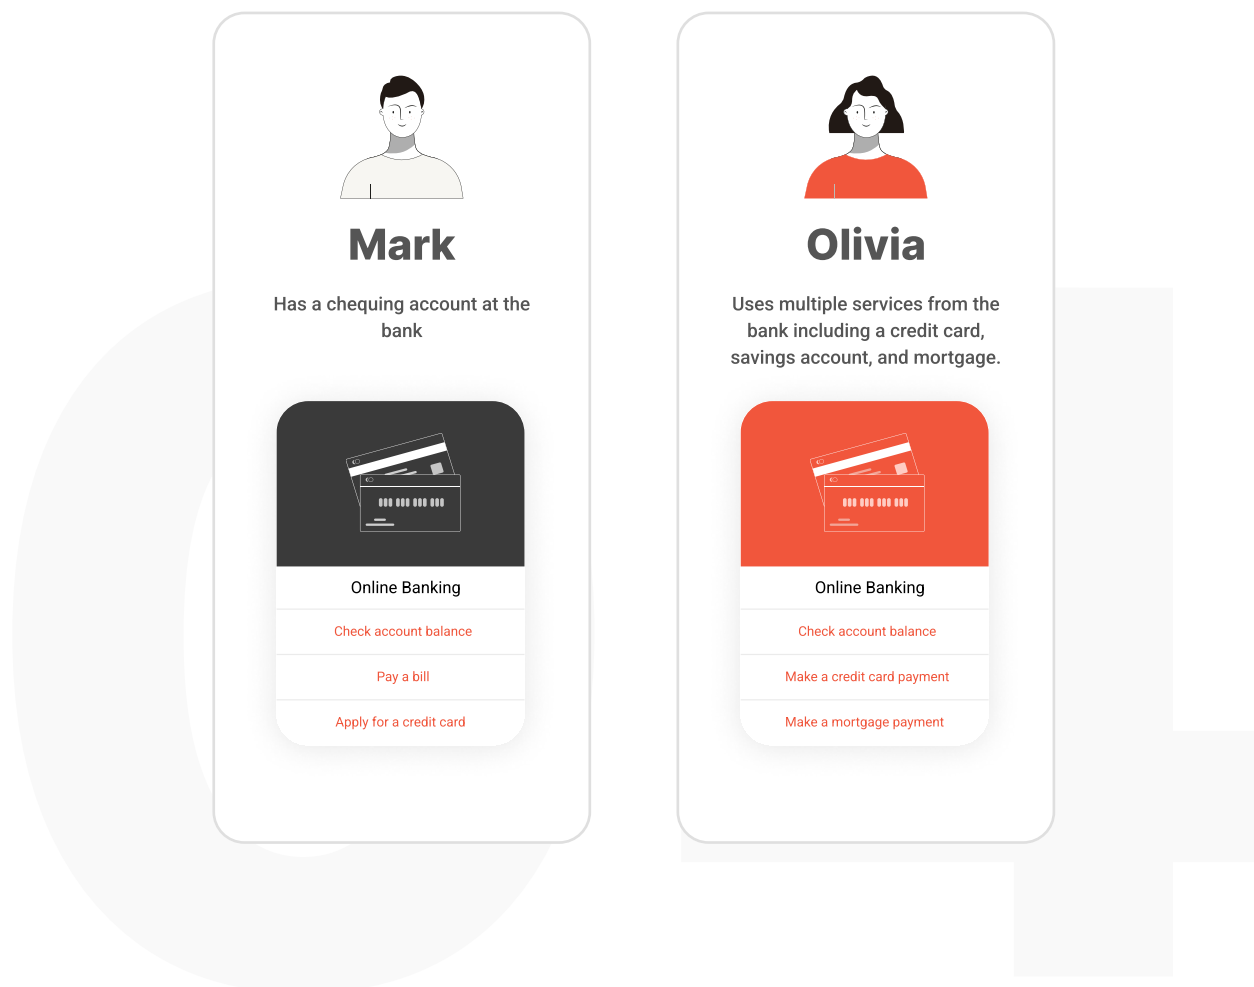 Mark
Has a chequing account at the
bank
Online Banking
Check account balance
Pay a bill
Apply for a credit card
Olivia
Uses multiple services from the
bank including a credit card,
savings account, and mortgage.
Online Banking
Check account balance
Make a credit card payment
Make a mortgage payment
04